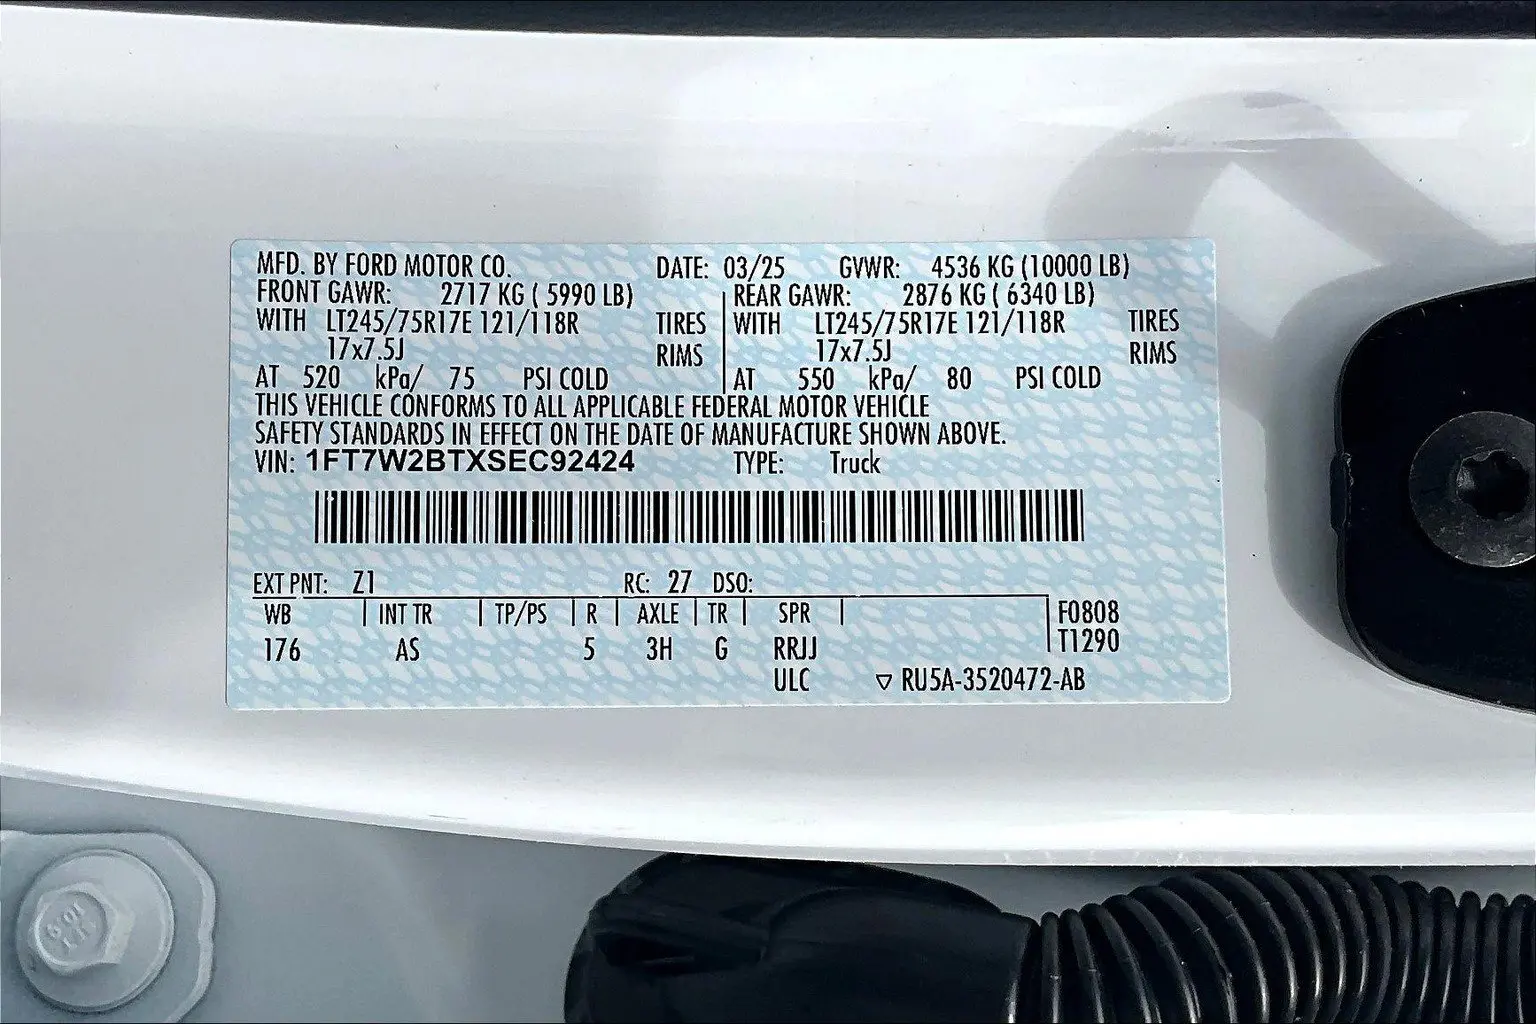 MFD. BY FORD MOTOR CO. DATE: 03/25 GVWR: 4536 KG (10000 LB)
FRONT GAWR: 2717 KG ( 5990 LB) REAR GAWR: 2876 KG ( 6340 LB)
WITH LT245/75R17E 121/118R TIRES WITH LT245/75R17E 121/118R TIRES
17x7.5J RIMS 17x7.5J RIMS
AT 520 kPa/ 75 PSI COLD AT 550 kPa/ 80 PSI COLD
THIS VEHICLE CONFORMS TO ALL APPLICABLE FEDERAL MOTOR VEHICLE
SAFETY STANDARDS IN EFFECT ON THE DATE OF MANUFACTURE SHOWN ABOVE.
VIN: 1FT7W2BTXSEC92424 TYPE: Truck
EXT PNT: Z1 RC: 27 DSO:
WB INT TR TP/PS R AXLE TR SPR F0808
176 AS 5 3H G RRJJ T1290
ULC ▽ RU5A-3520472-AB